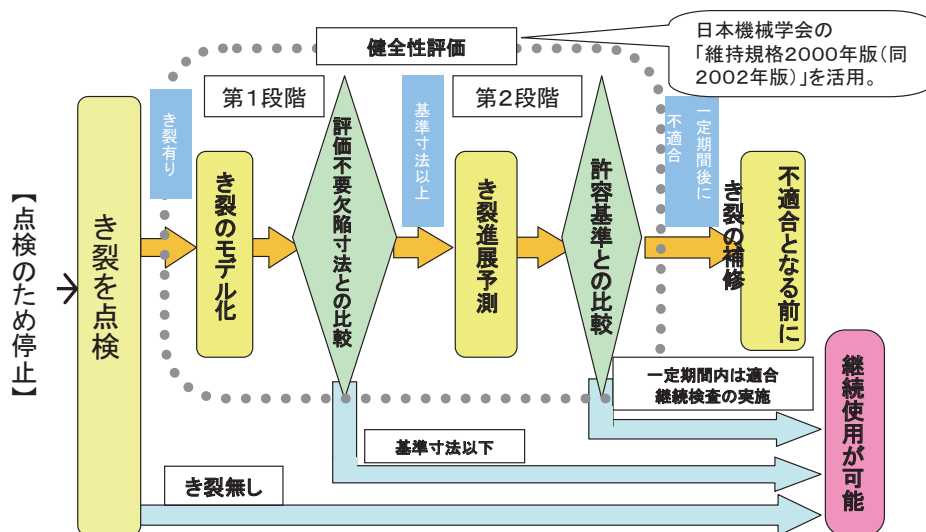 健全性評価
日本機械学会の
「維持規格2000年版(同
2002年版)」を活用。
第1段階
第2段階
【点検のため停止】
→
き裂を点検
き裂有り
き裂のモデル化
評価不要欠陥寸法との比較
基準寸法以上
き裂進展予測
許容基準との比較
一定期間後に
不適合
不適合となる前に
き裂の補修
一定期間内は適合
継続検査の実施
基準寸法以下
き裂無し
継続使用が可能